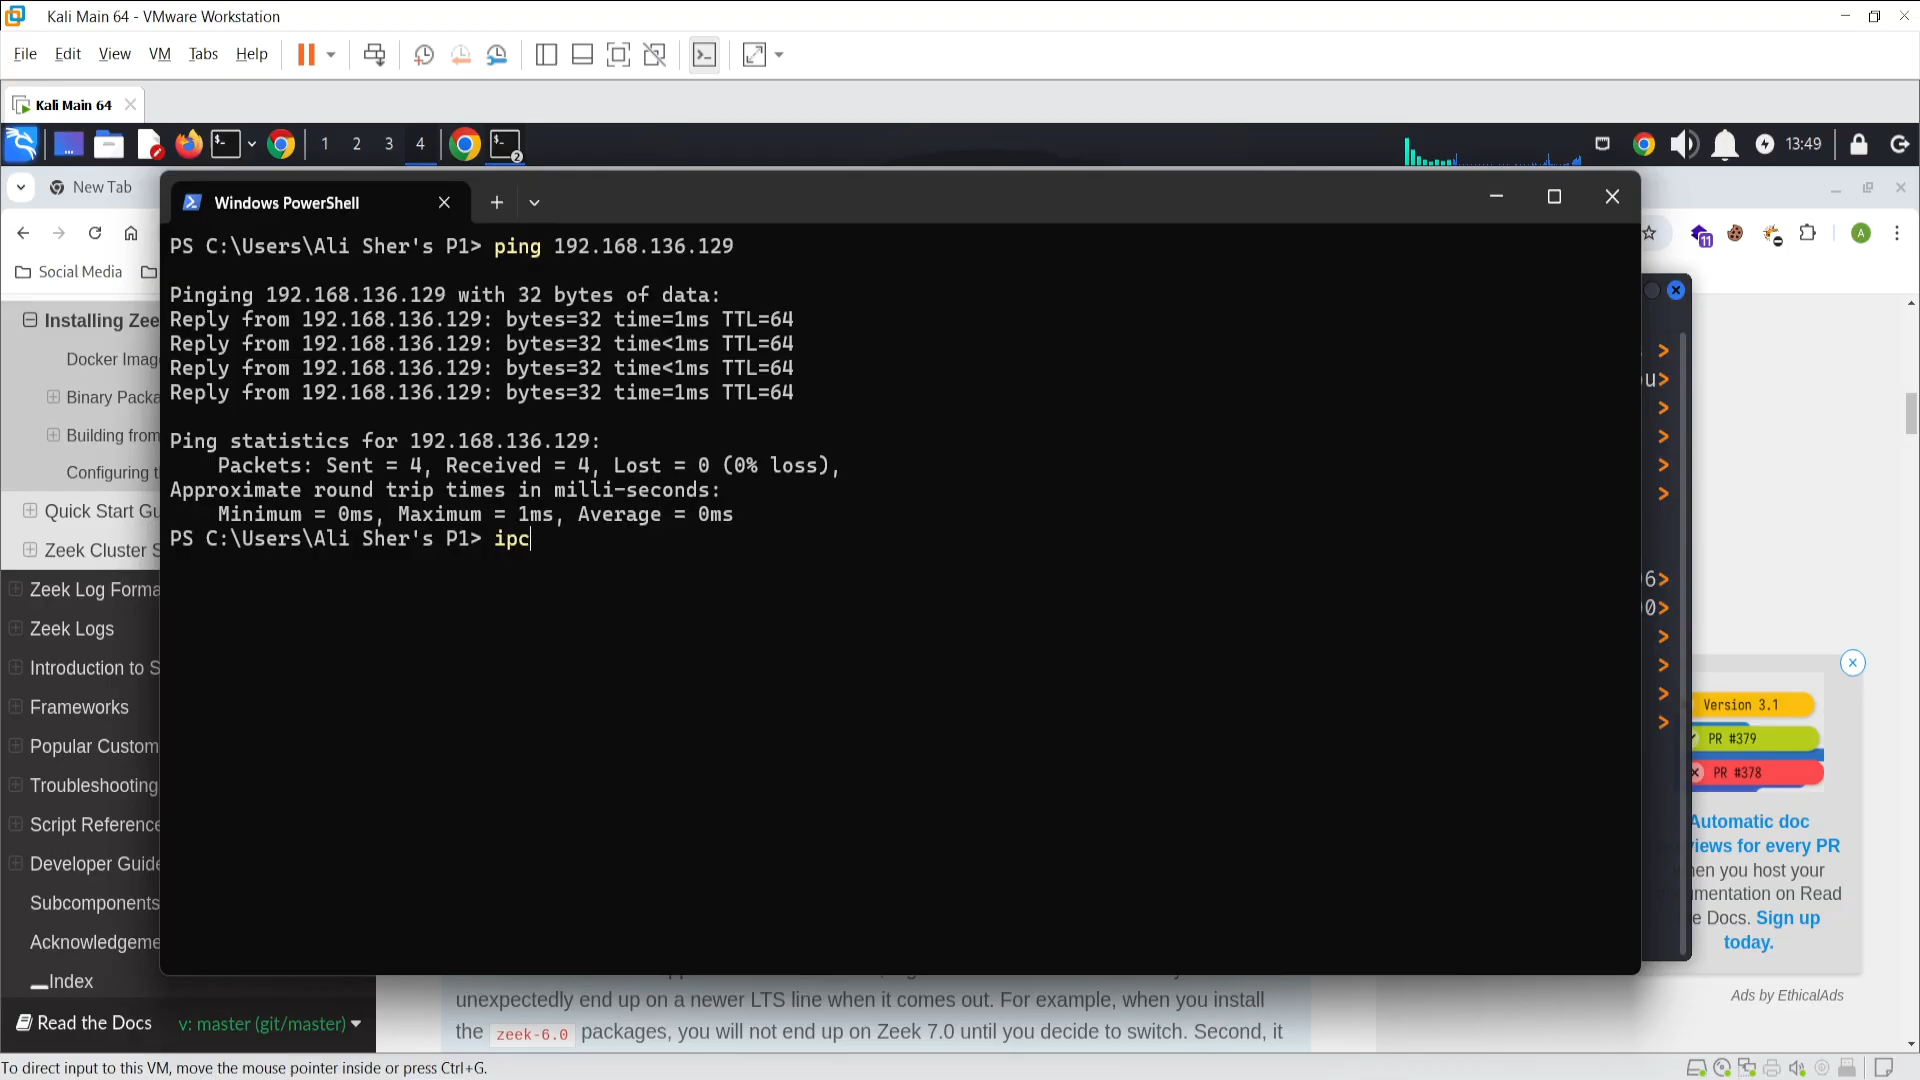 Kali Main 64 - VMware Workstation
File Edit View VM Tabs Help
Kali Main 64
1 2 3 4 2 13:49
New Tab
Windows PowerShell
11 A
Social Media
PS C:\Users\Ali Sher's P1> ping 192.168.136.129
Pinging 192.168.136.129 with 32 bytes of data:
Reply from 192.168.136.129: bytes=32 time=1ms TTL=64
Reply from 192.168.136.129: bytes=32 time<1ms TTL=64
Reply from 192.168.136.129: bytes=32 time<1ms TTL=64
Reply from 192.168.136.129: bytes=32 time=1ms TTL=64
Ping statistics for 192.168.136.129:
Packets: Sent = 4, Received = 4, Lost = 0 (0% loss),
Approximate round trip times in milli-seconds:
Minimum = 0ms, Maximum = 1ms, Average = 0ms
PS C:\Users\Ali Sher's P1> ipc
Installing Zee
Docker Imag
Binary Packa
Building from
Configuring t
Quick Start Gu
Zeek Cluster S
Zeek Log Forma
Zeek Logs
Introduction to S
Frameworks
Popular Custom
Troubleshooting
Script Reference
Developer Guide
Subcomponents
Acknowledgeme
Index
Read the Docs v: master (git/master)
>
u>
>
>
>
>
6>
0>
>
>
>
>
Version 3.1
PR #379
PR #378
Automatic doc
iews for every PR
en you host your
mentation on Read
e Docs. Sign up
today.
Ads by EthicalAds
unexpectedly end up on a newer LTS line when it comes out. For example, when you install
the zeek-6.0 packages, you will not end up on Zeek 7.0 until you decide to switch. Second, it
To direct input to this VM, move the mouse pointer inside or press Ctrl+G.